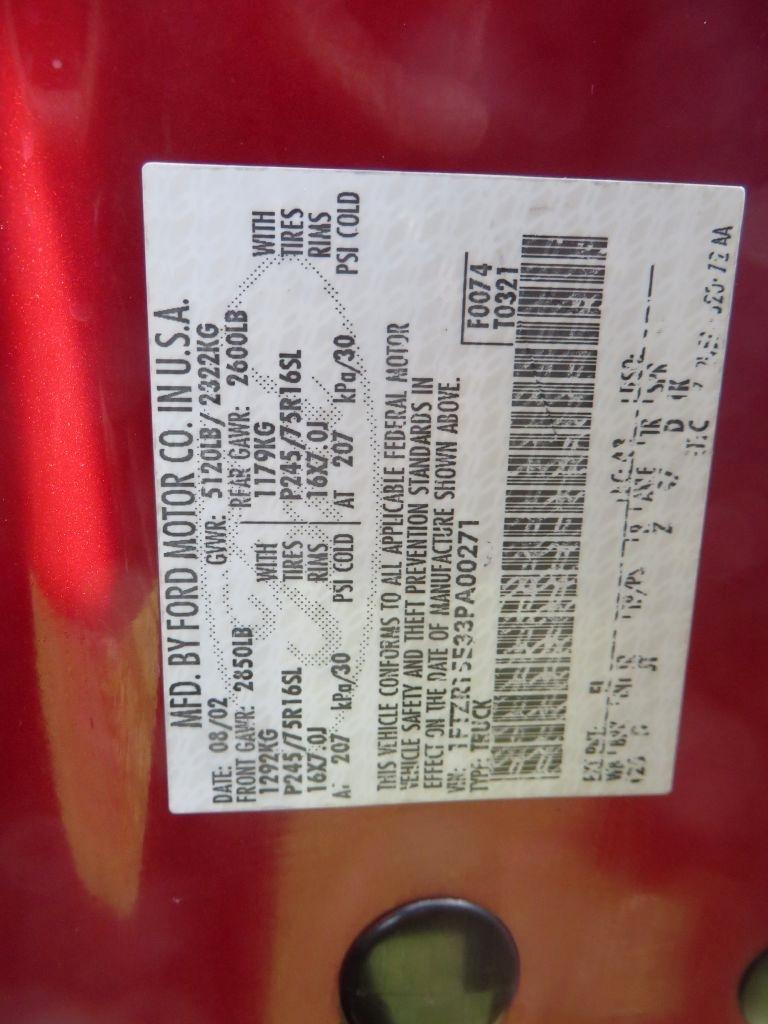 MFD. BY FORD MOTOR CO. IN U.S.A.
DATE: 08/02 GVWR: 5120LB/ 2322KG
FRONT GAWR: 2850LB REAR GAWR: 2600LB
1292KG WITH 1179KG WITH
P245/75R16SL TIRES P245/75R16SL TIRES
16X7.0J RIMS 16X7.0J RIMS
AT 207 kPa/30 PSI COLD AT 207 kPa/30 PSI COLD
THIS VEHICLE CONFORMS TO ALL APPLICABLE FEDERAL MOTOR
VEHICLE SAFETY AND THEFT PREVENTION STANDARDS IN
EFFECT ON THE DATE OF MANUFACTURE SHOWN ABOVE.
VIN: 1FTZR15E33PA00271 F0074
TYPE: TRUCK T0321